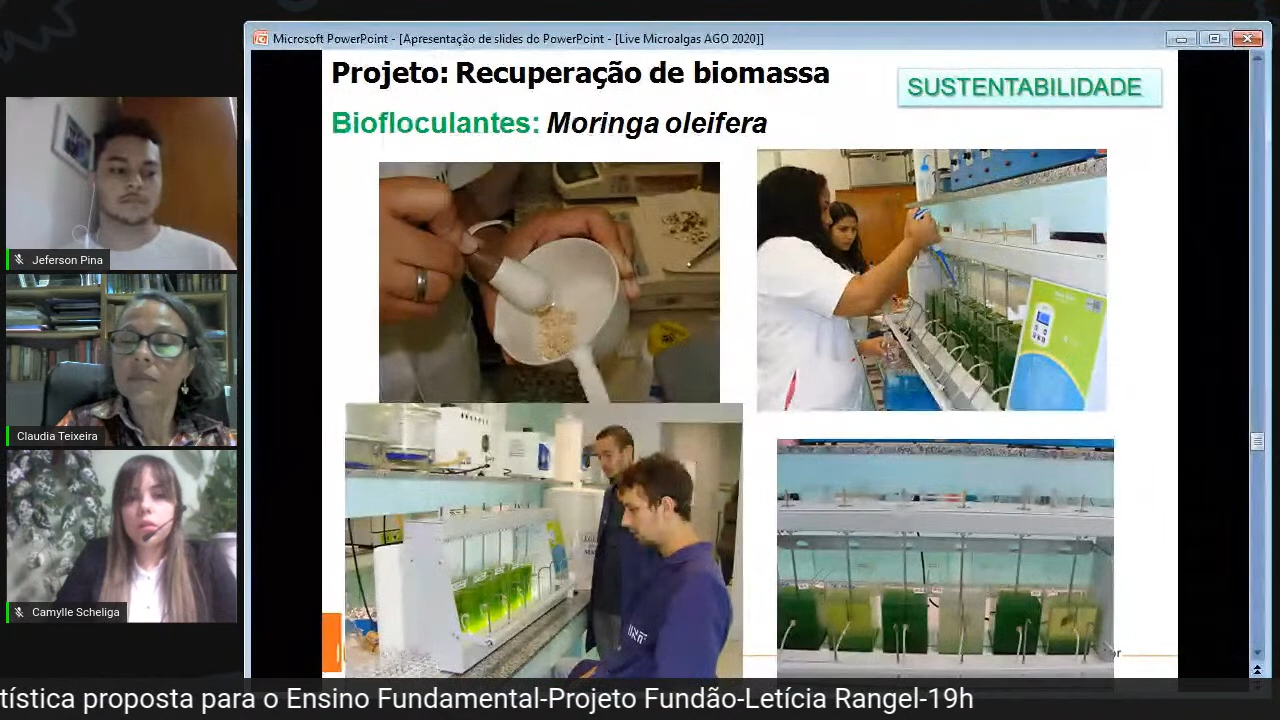 Microsoft PowerPoint - [Apresentação de slides do PowerPoint - [Live Microalgas AGO 2020]]
Projeto: Recuperação de biomassa
SUSTENTABILIDADE
Biofloculantes: Moringa oleifera
Jeferson Pina
Claudia Teixeira
Camylle Scheliga
tística proposta para o Ensino Fundamental-Projeto Fundão-Letícia Rangel-19h